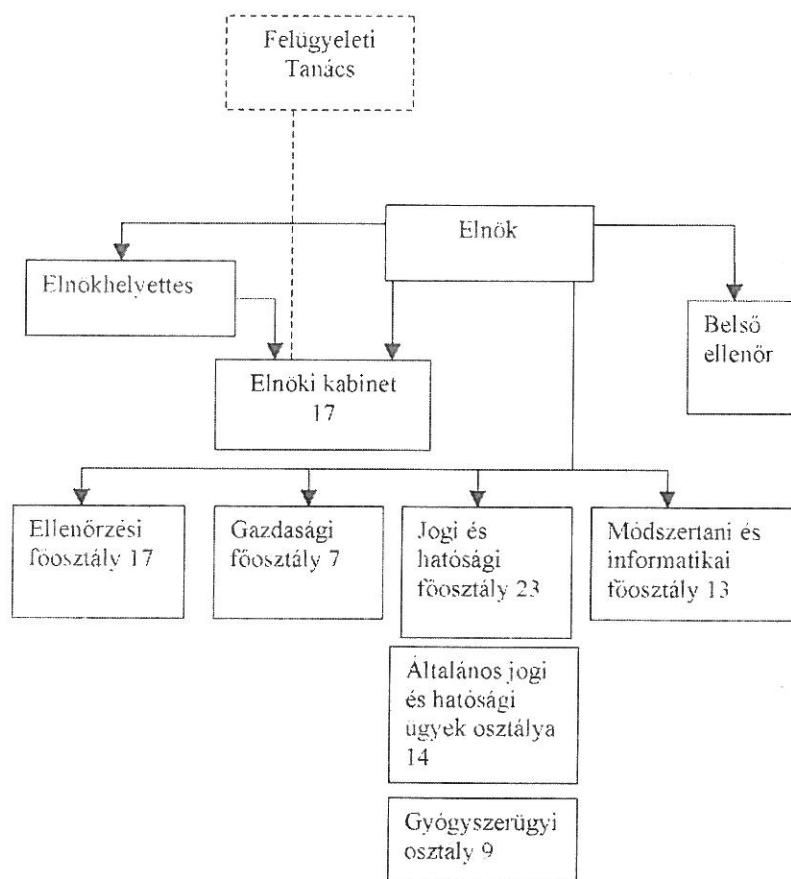 Felügyeleti
Tanács
Elnök
Elnökhelyettes
Belső
ellenőr
Elnöki kabinet
17
Ellenőrzési
főosztály 17
Gazdasági
főosztály 7
Jogi és
hatósági
főosztály 23
Módszertani és
informatikai
főosztály 13
Általános jogi
és hatósági
ügyek osztálya
14
Gyógyszerügyi
osztaly 9